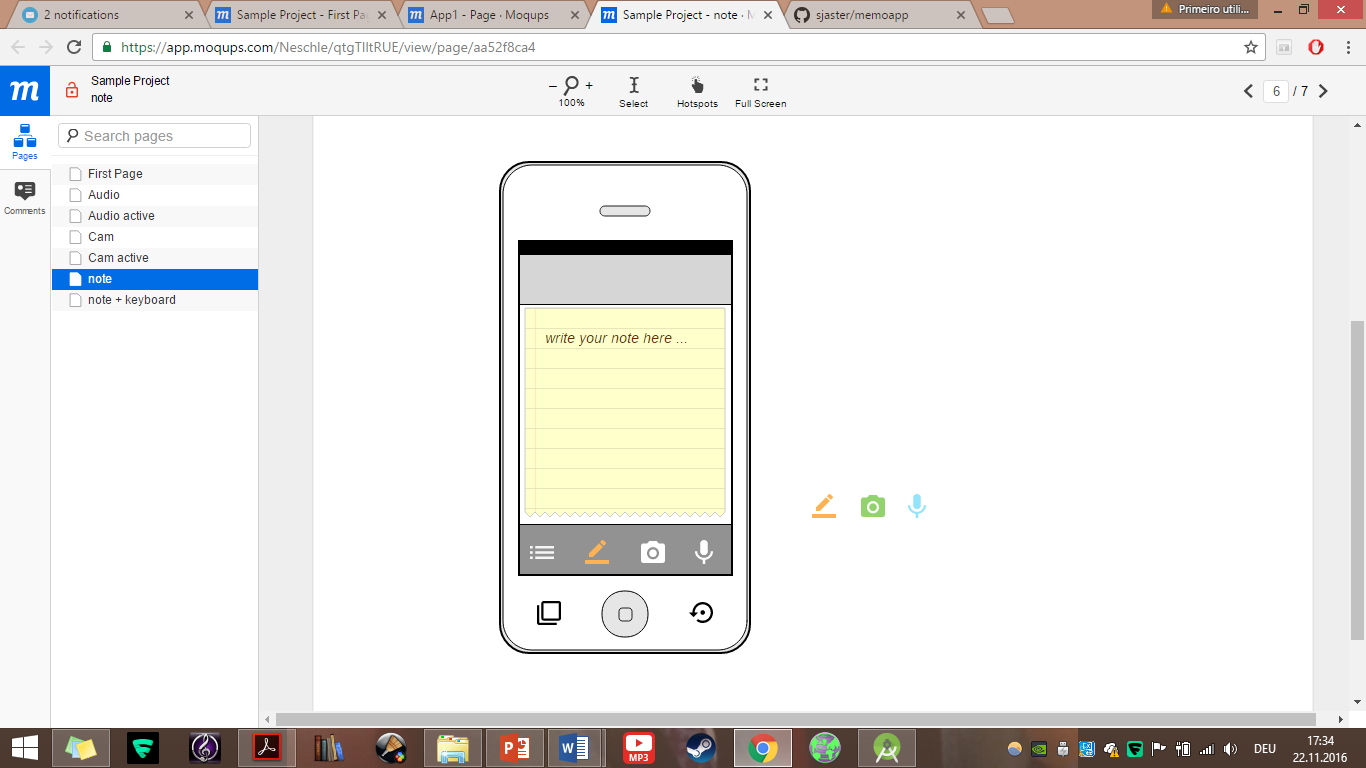 2 notifications
Sample Project - First Pa
App1 - Page · Moqups
Sample Project - note · M
sjaster/memoapp
Primeiro utili...
https://app.moqups.com/Neschle/qtgTIltRUE/view/page/aa52f8ca4
m
Sample Project
note
− +
100%
Select
Hotspots
Full Screen
6 / 7
Pages
Comments
Search pages
First Page
Audio
Audio active
Cam
Cam active
note
note + keyboard
write your note here ...
MP3
DEU
17:34
22.11.2016